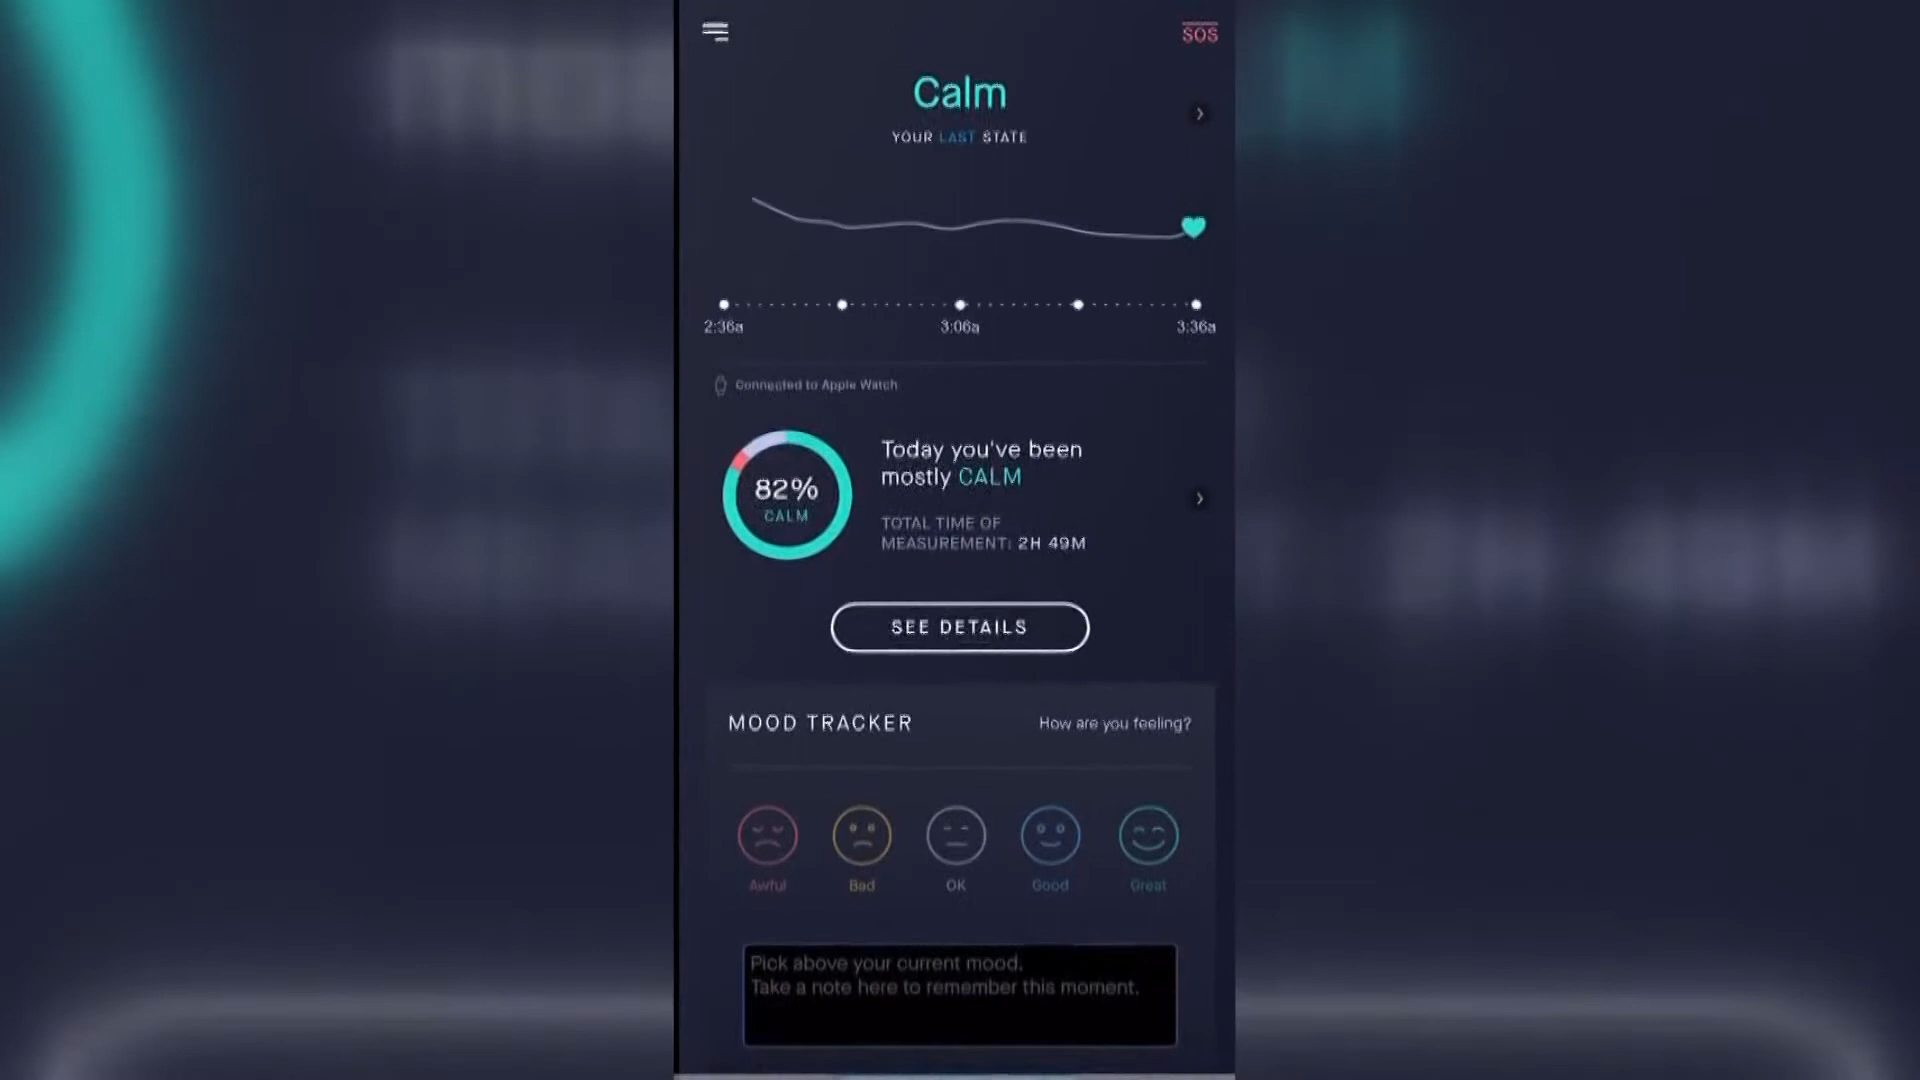 SOS
Calm
YOUR LAST STATE
2:36a 3:06a 3:36a
Connected to Apple Watch
82%
CALM
Today you've been
mostly CALM
TOTAL TIME OF
MEASUREMENT: 2H 49M
SEE DETAILS
MOOD TRACKER How are you feeling?
Awful Bad OK Good Great
Pick above your current mood.
Take a note here to remember this moment.